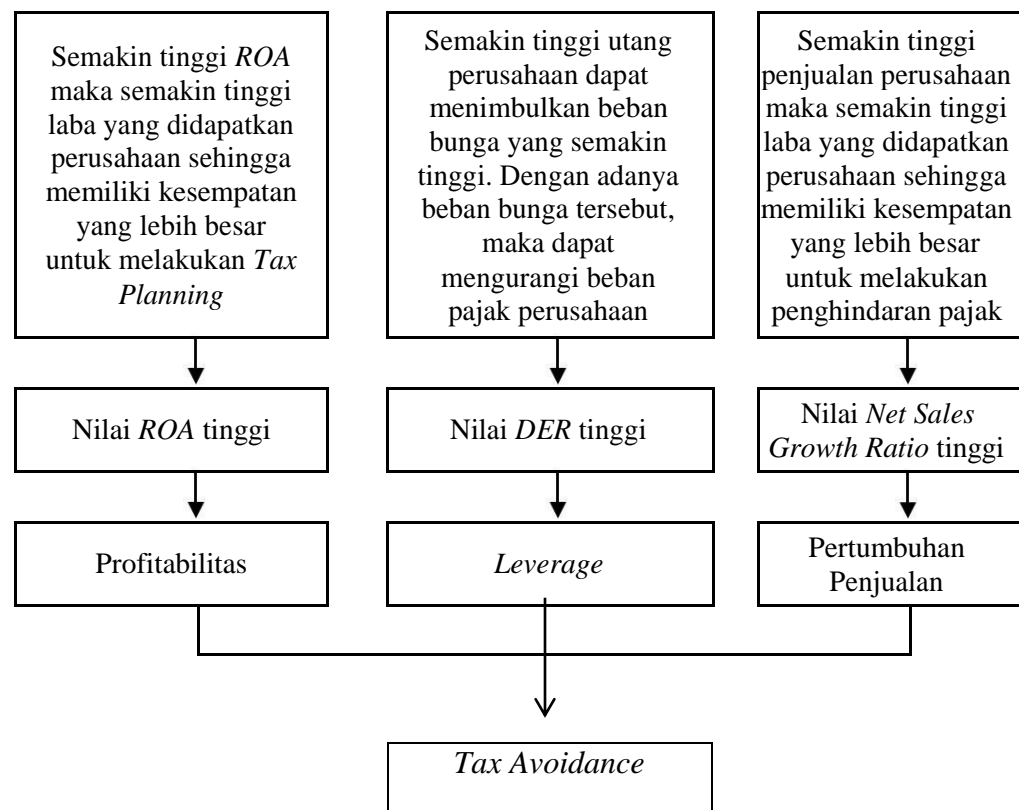 Semakin tinggi ROA
maka semakin tinggi
laba yang didapatkan
perusahaan sehingga
memiliki kesempatan
yang lebih besar
untuk melakukan Tax
Planning
Semakin tinggi utang
perusahaan dapat
menimbulkan beban
bunga yang semakin
tinggi. Dengan adanya
beban bunga tersebut,
maka dapat
mengurangi beban
pajak perusahaan
Semakin tinggi
penjualan perusahaan
maka semakin tinggi
laba yang didapatkan
perusahaan sehingga
memiliki kesempatan
yang lebih besar
untuk melakukan
penghindaran pajak
Nilai ROA tinggi
Nilai DER tinggi
Nilai Net Sales
Growth Ratio tinggi
Profitabilitas
Leverage
Pertumbuhan
Penjualan
Tax Avoidance